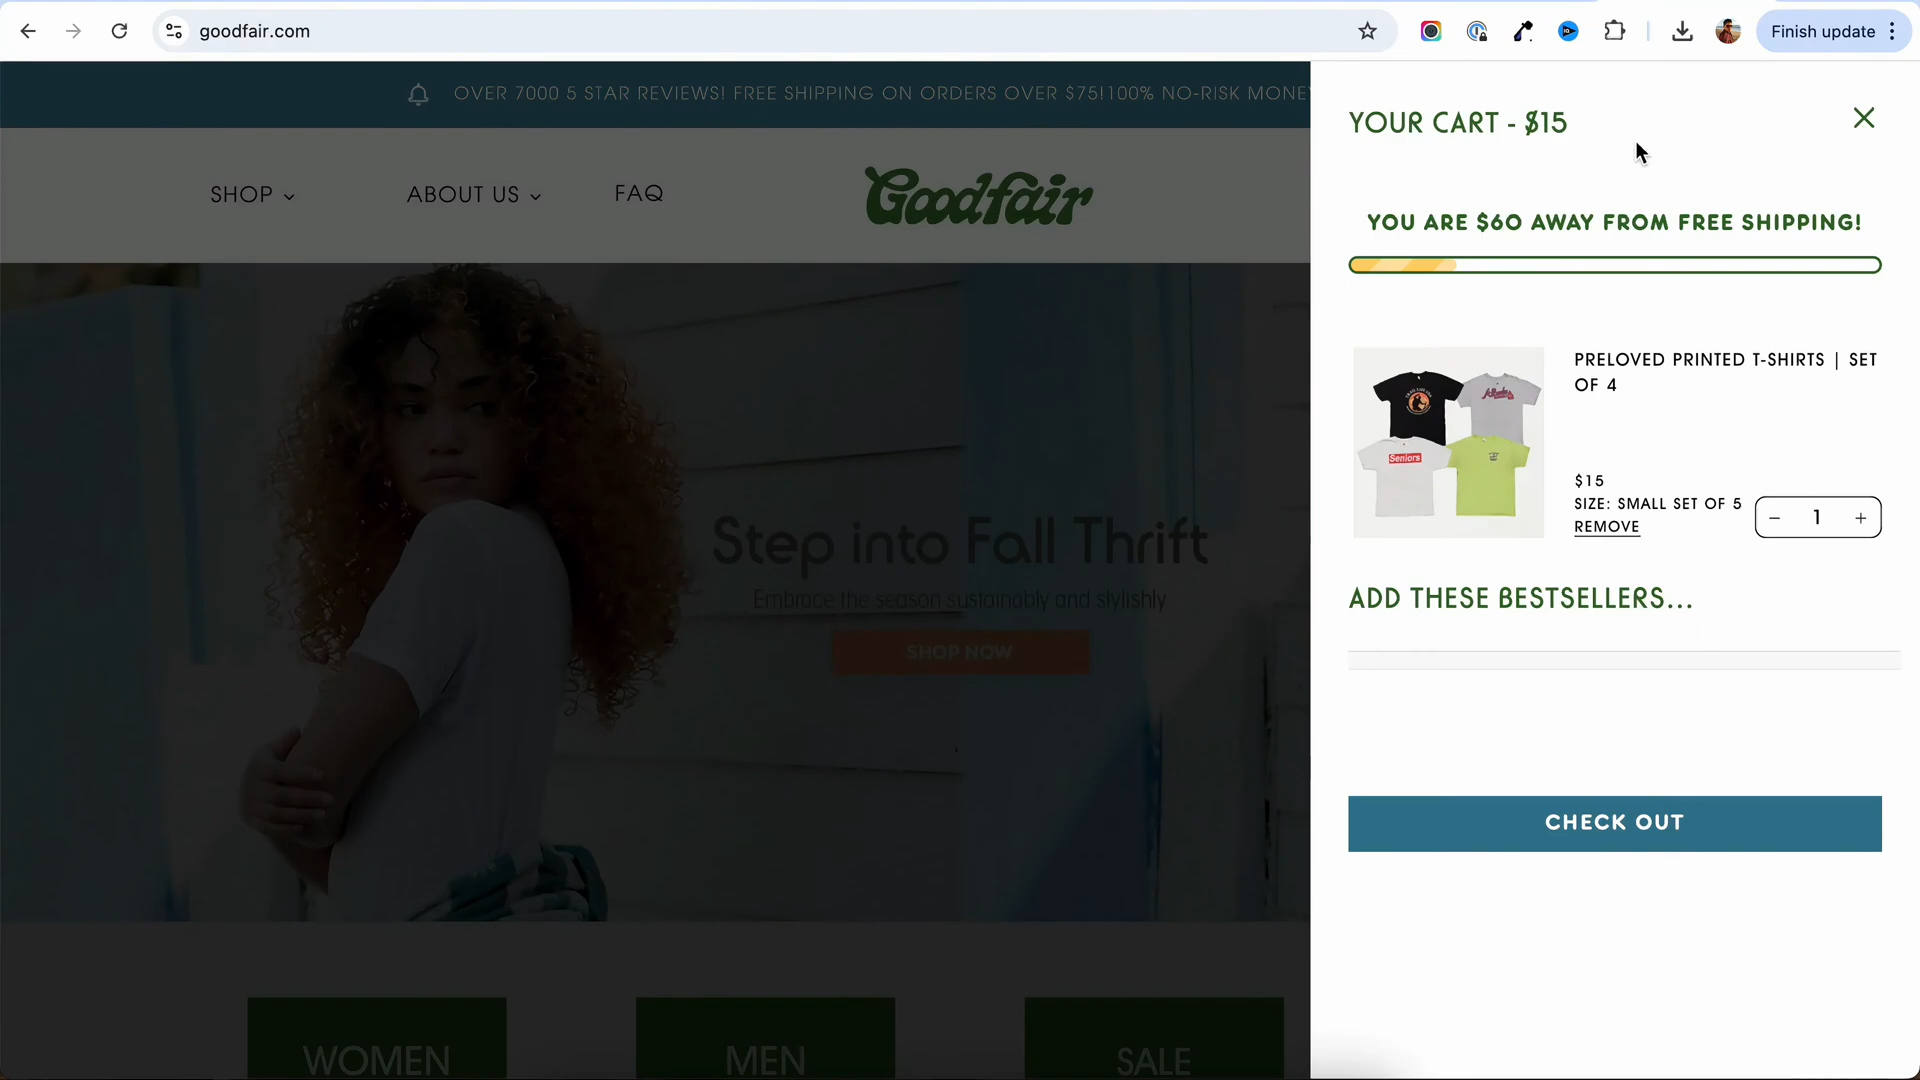 goodfair.com
Finish update
OVER 7000 5 STAR REVIEWS! FREE SHIPPING ON ORDERS OVER $75!100% NO-RISK MONE
SHOP
ABOUT US
FAQ
Goodfair
Step into Fall Thrift
Embrace the season sustainably and stylishly
SHOP NOW
WOMEN
MEN
SALE
YOUR CART - $15
YOU ARE $60 AWAY FROM FREE SHIPPING!
PRELOVED PRINTED T-SHIRTS | SET
OF 4
Seniors
$15
SIZE: SMALL SET OF 5
REMOVE
− 1 +
ADD THESE BESTSELLERS...
CHECK OUT